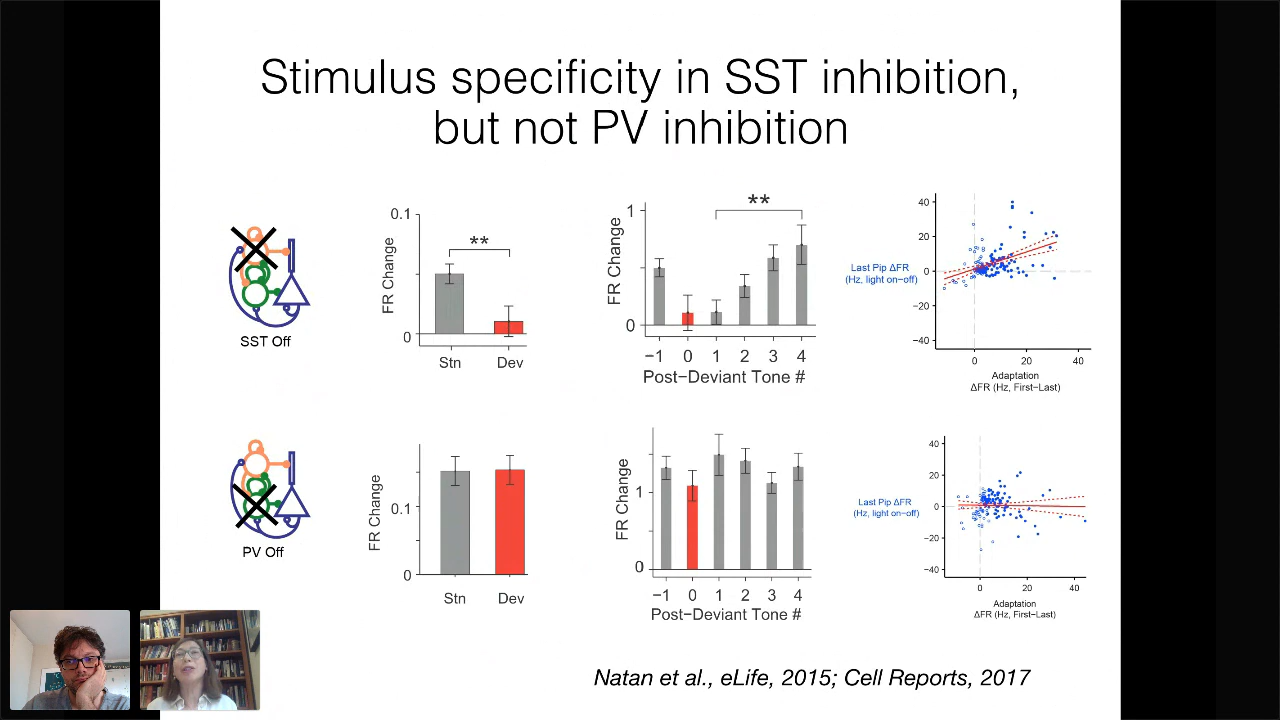 Stimulus specificity in SST inhibition,
but not PV inhibition
SST Off
FR Change
0.1
0
**
Stn
Dev
FR Change
1
0
**
−1 0 1 2 3 4
Post−Deviant Tone #
Last Pip ΔFR
(Hz, light on−off)
40
20
0
−20
−40
0 20 40
Adaptation
ΔFR (Hz, First−Last)
PV Off
FR Change
0.1
0
Stn
Dev
FR Change
1
0
−1 0 1 2 3 4
Post−Deviant Tone #
Last Pip ΔFR
(Hz, light on−off)
40
20
0
−20
−40
0 20 40
Adaptation
ΔFR (Hz, First−Last)
Natan et al., eLife, 2015; Cell Reports, 2017